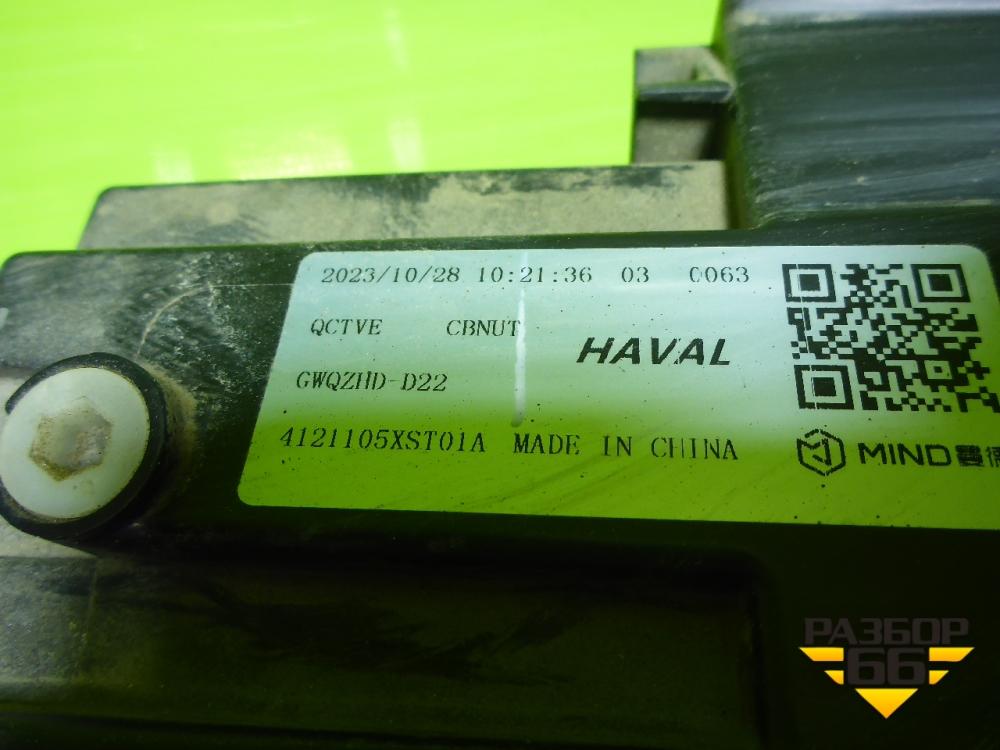 2023/10/28 10:21:36 03 0063
QCTVE CBNUT
HAVAL
GWQZHD-D22
4121105XST01A MADE IN CHINA
MIND
РАЗБОР
66